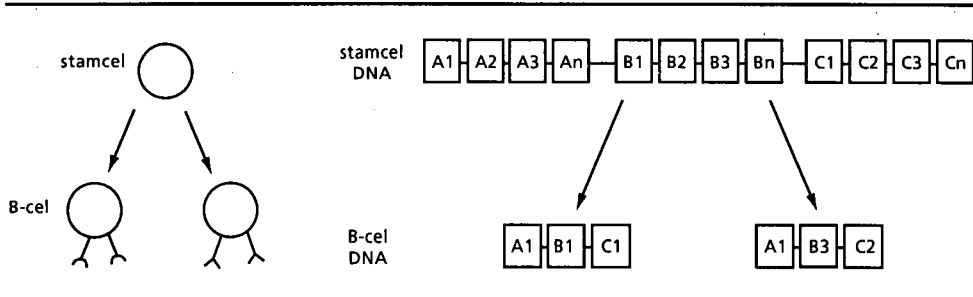 stamcel
stamcel DNA A1 A2 A3 An B1 B2 B3 Bn C1 C2 C3 Cn
B-cel
B-cel DNA A1 B1 C1 A1 B3 C2